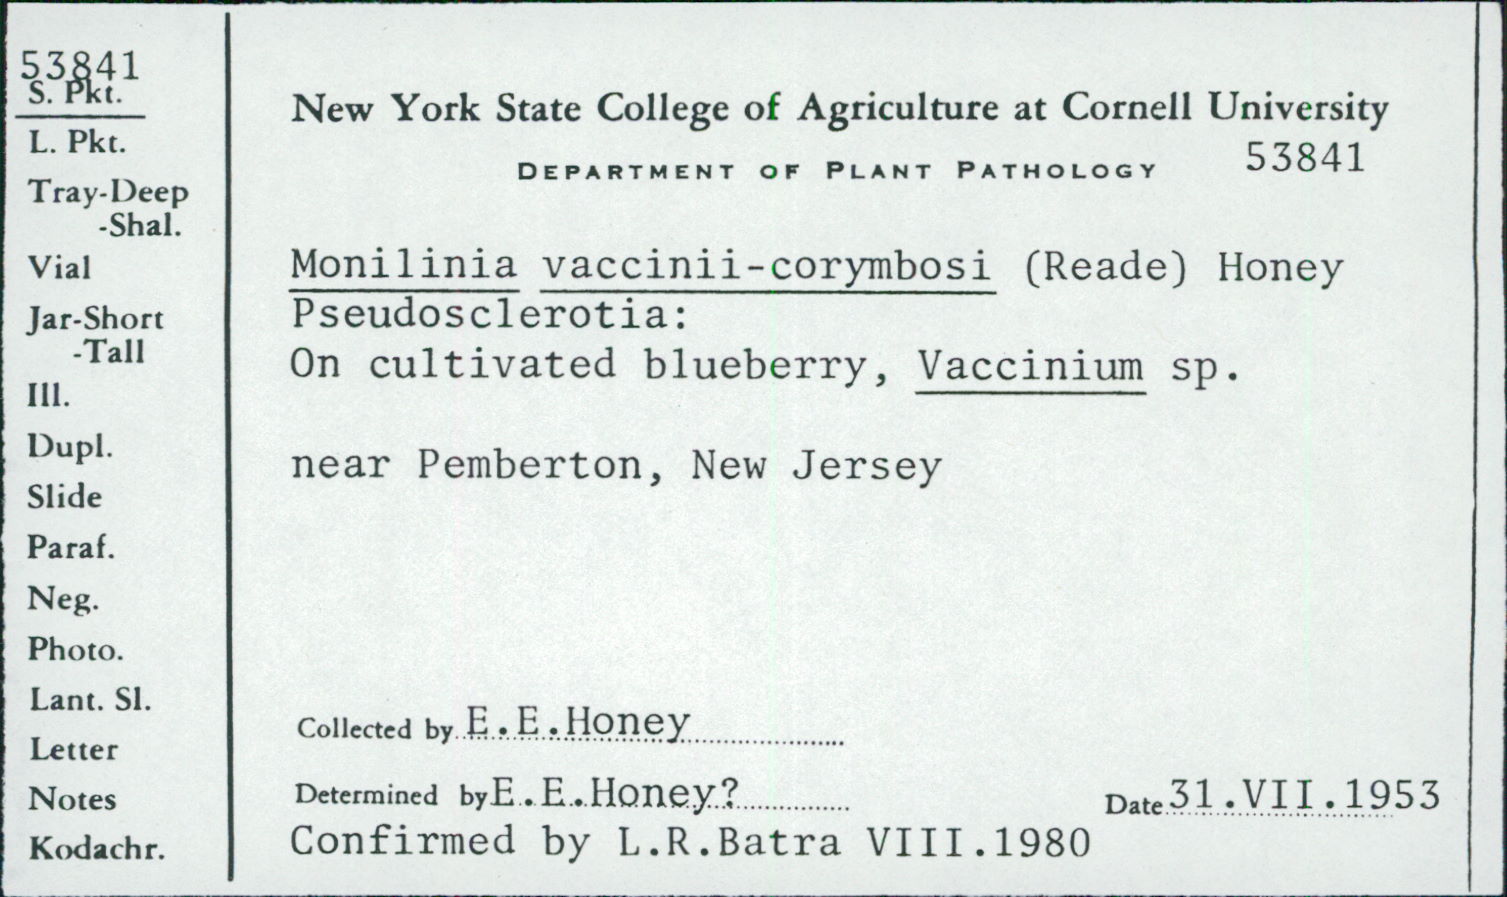 53841
S. Pkt.
L. Pkt.
Tray-Deep
-Shal.
Vial
Jar-Short
-Tall
Ill.
Dupl.
Slide
Paraf.
Neg.
Photo.
Lant. Sl.
Letter
Notes
Kodachr.
New York State College of Agriculture at Cornell University
DEPARTMENT OF PLANT PATHOLOGY 53841
Monilinia vaccinii-corymbosi (Reade) Honey
Pseudosclerotia:
On cultivated blueberry, Vaccinium sp.
near Pemberton, New Jersey
Collected by E.E.Honey
Determined by E.E.Honey? Date 31.VII.1953
Confirmed by L.R.Batra VIII.1980